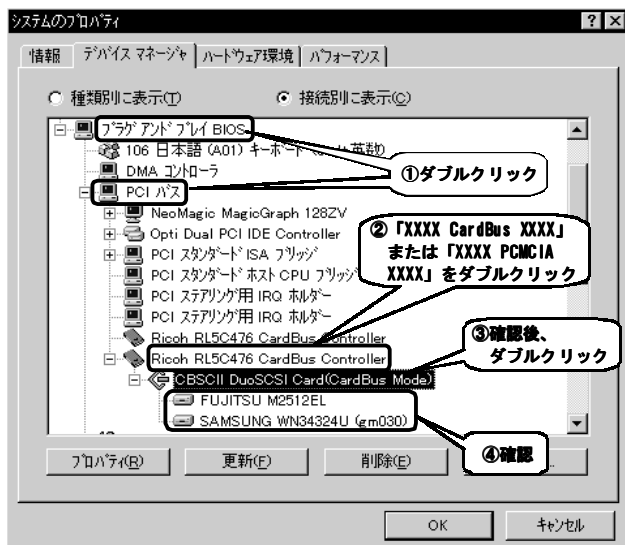 システムのプロパティ
情報 デバイス マネージャ ハードウェア環境 パフォーマンス
種類別に表示(T) 接続別に表示(C)
プラグ アンド プレイ BIOS
106 日本語 (A01) キーボード 英数)
①ダブルクリック
DMA コントローラ
PCI バス
NeoMagic MagicGraph 128ZV
②「XXXX CardBus XXXX」
または「XXXX PCMCIA
XXXX」をダブルクリック
Opti Dual PCI IDE Controller
PCI スタンダード ISA ブリッジ
PCI スタンダード ホスト CPU ブリッジ
PCI ステアリング用 IRQ ホルダー
PCI ステアリング用 IRQ ホルダー
Ricoh RL5C476 CardBus Controller
③確認後、
ダブルクリック
Ricoh RL5C476 CardBus Controller
CBSCII DuoSCSI Card(CardBus Mode)
FUJITSU M2512EL
SAMSUNG WN34324U (gm030)
④確認
プロパティ(R) 更新(F) 削除(E) ...
OK キャンセル